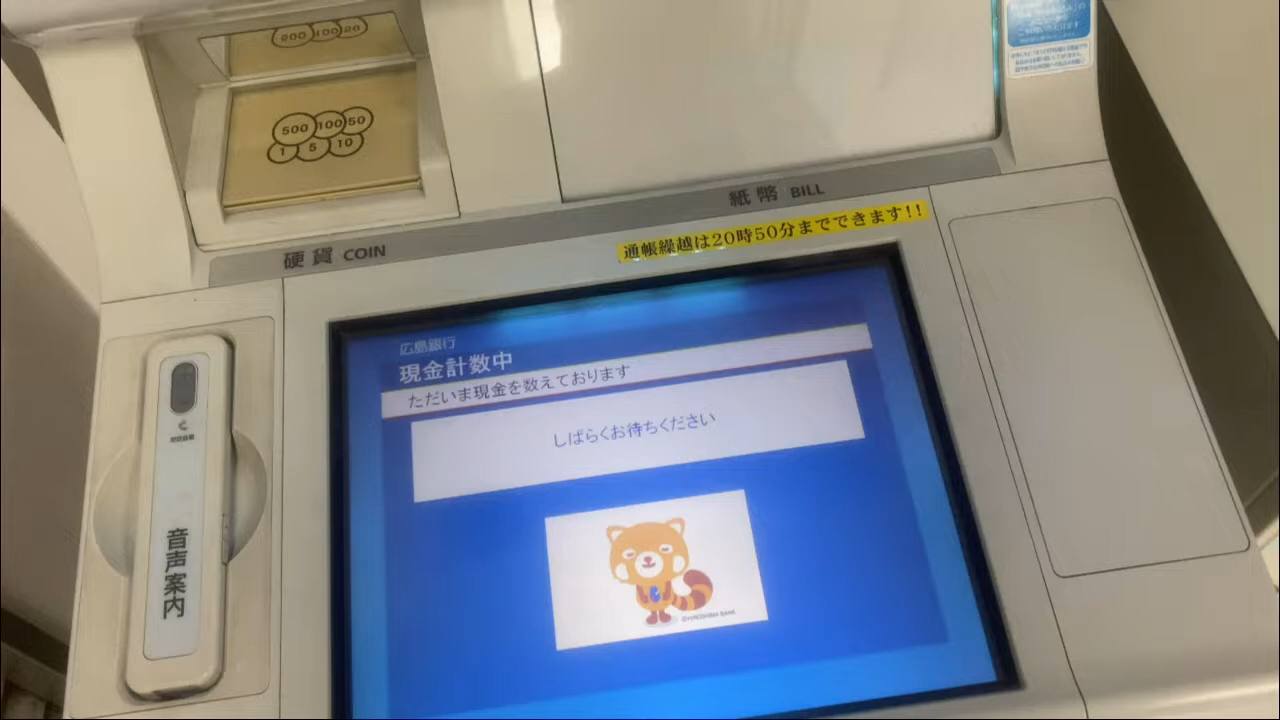 500 100 50
500 100 50
1 5 10
紙幣 BILL
硬貨 COIN
通帳繰越は20時50分までできます!!
広島銀行
現金計数中
ただいま現金を数えております
しばらくお待ちください
©HIROSHIMA BANK
音声案内